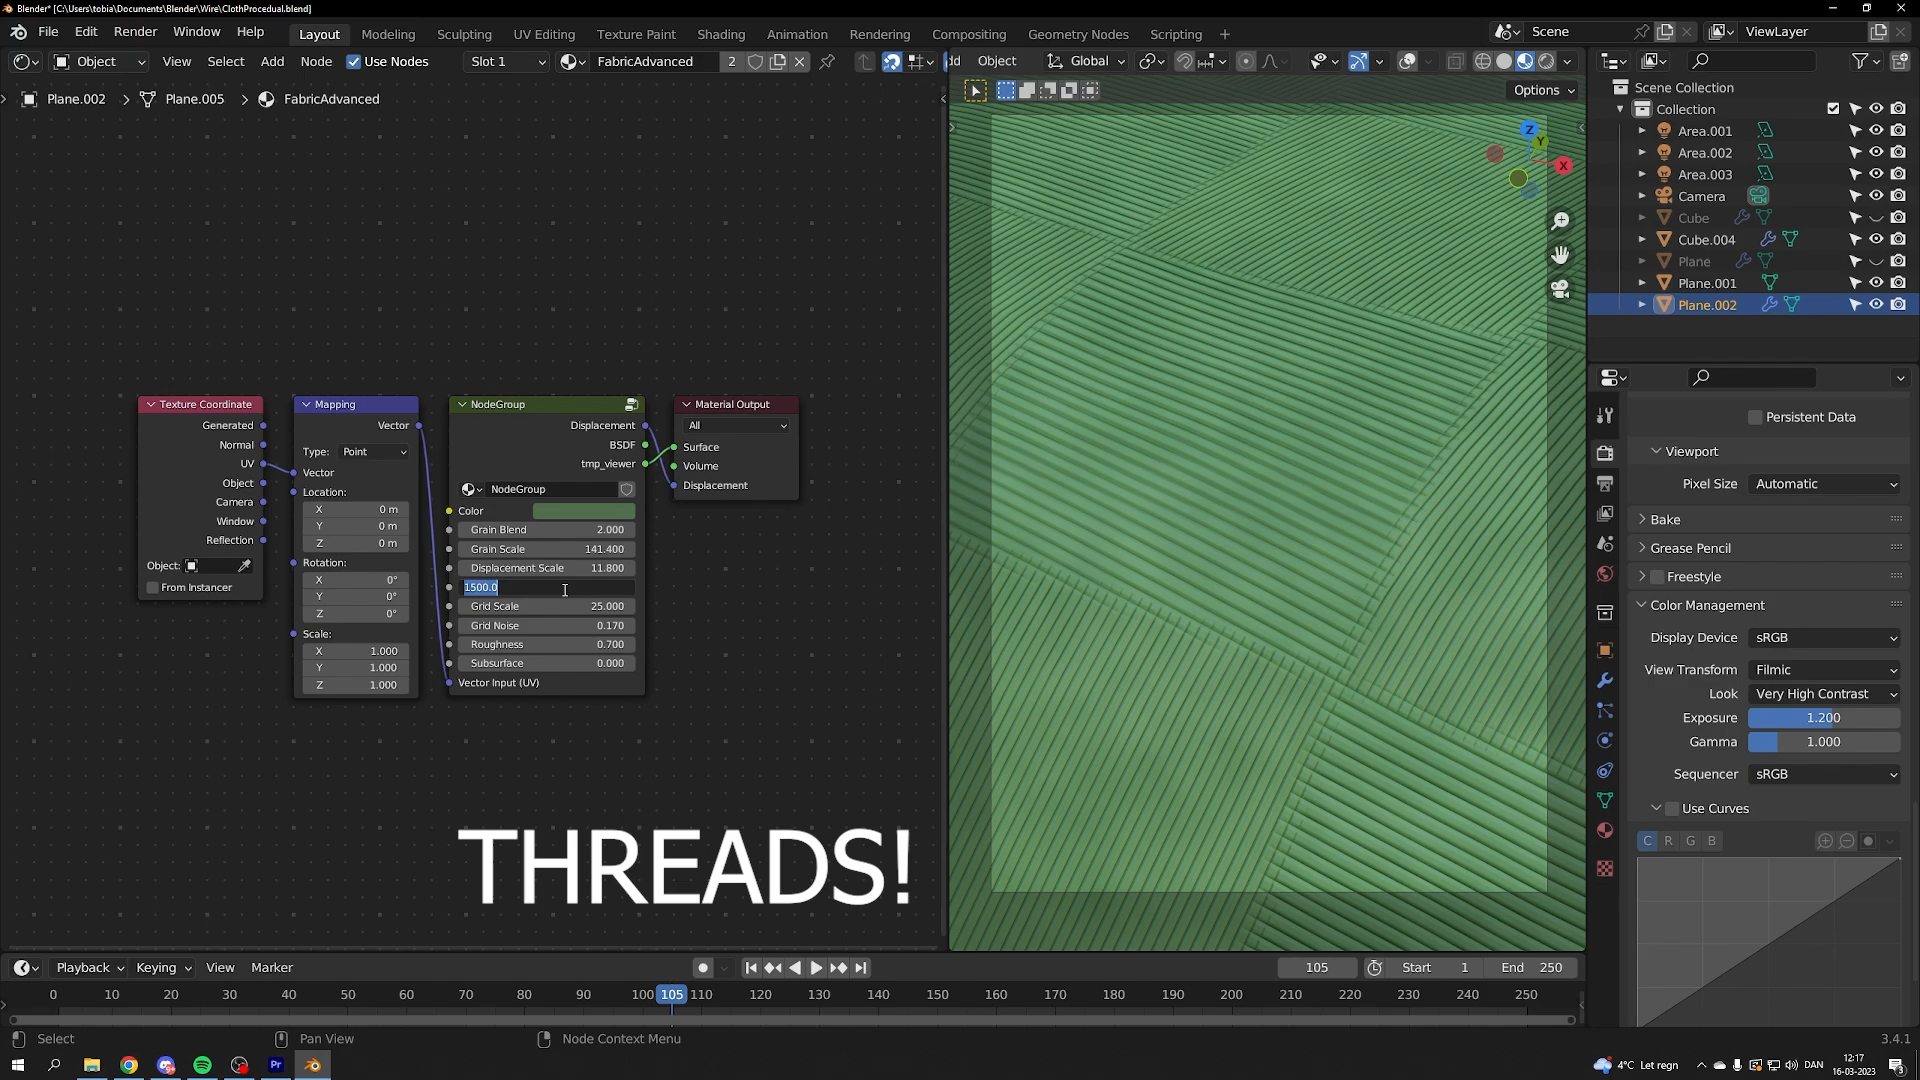 Blender* [C:\Users\tobia\Documents\Blender\Wire\ClothProcedual.blend]
File Edit Render Window Help
Layout Modeling Sculpting UV Editing Texture Paint Shading Animation Rendering Compositing Geometry Nodes Scripting +
Scene
ViewLayer
Object View Select Add Node Use Nodes Slot 1 FabricAdvanced 2
dd Object Global
Plane.002 > Plane.005 > FabricAdvanced
Options
Z
Y
X
Scene Collection
Collection
Area.001
Area.002
Area.003
Camera
Cube
Cube.004
Plane
Plane.001
Plane.002
Texture Coordinate
Generated
Normal
UV
Object
Camera
Window
Reflection
Object:
From Instancer
Mapping
Vector
Type: Point
Vector
Location:
X 0 m
Y 0 m
Z 0 m
Rotation:
X 0°
Y 0°
Z 0°
Scale:
X 1.000
Y 1.000
Z 1.000
NodeGroup
Displacement
BSDF
tmp_viewer
NodeGroup
Color
Grain Blend 2.000
Grain Scale 141.400
Displacement Scale 11.800
1500.0
Grid Scale 25.000
Grid Noise 0.170
Roughness 0.700
Subsurface 0.000
Vector Input (UV)
Material Output
All
Surface
Volume
Displacement
THREADS!
Persistent Data
Viewport
Pixel Size Automatic
Bake
Grease Pencil
Freestyle
Color Management
Display Device sRGB
View Transform Filmic
Look Very High Contrast
Exposure 1.200
Gamma 1.000
Sequencer sRGB
Use Curves
C R G B
Playback Keying View Marker
105 Start 1 End 250
0 10 20 30 40 50 60 70 80 90 100 105 110 120 130 140 150 160 170 180 190 200 210 220 230 240 250
Select Pan View Node Context Menu 3.4.1
Pr
4°C Let regn
DAN
12:17
16-03-2023
3